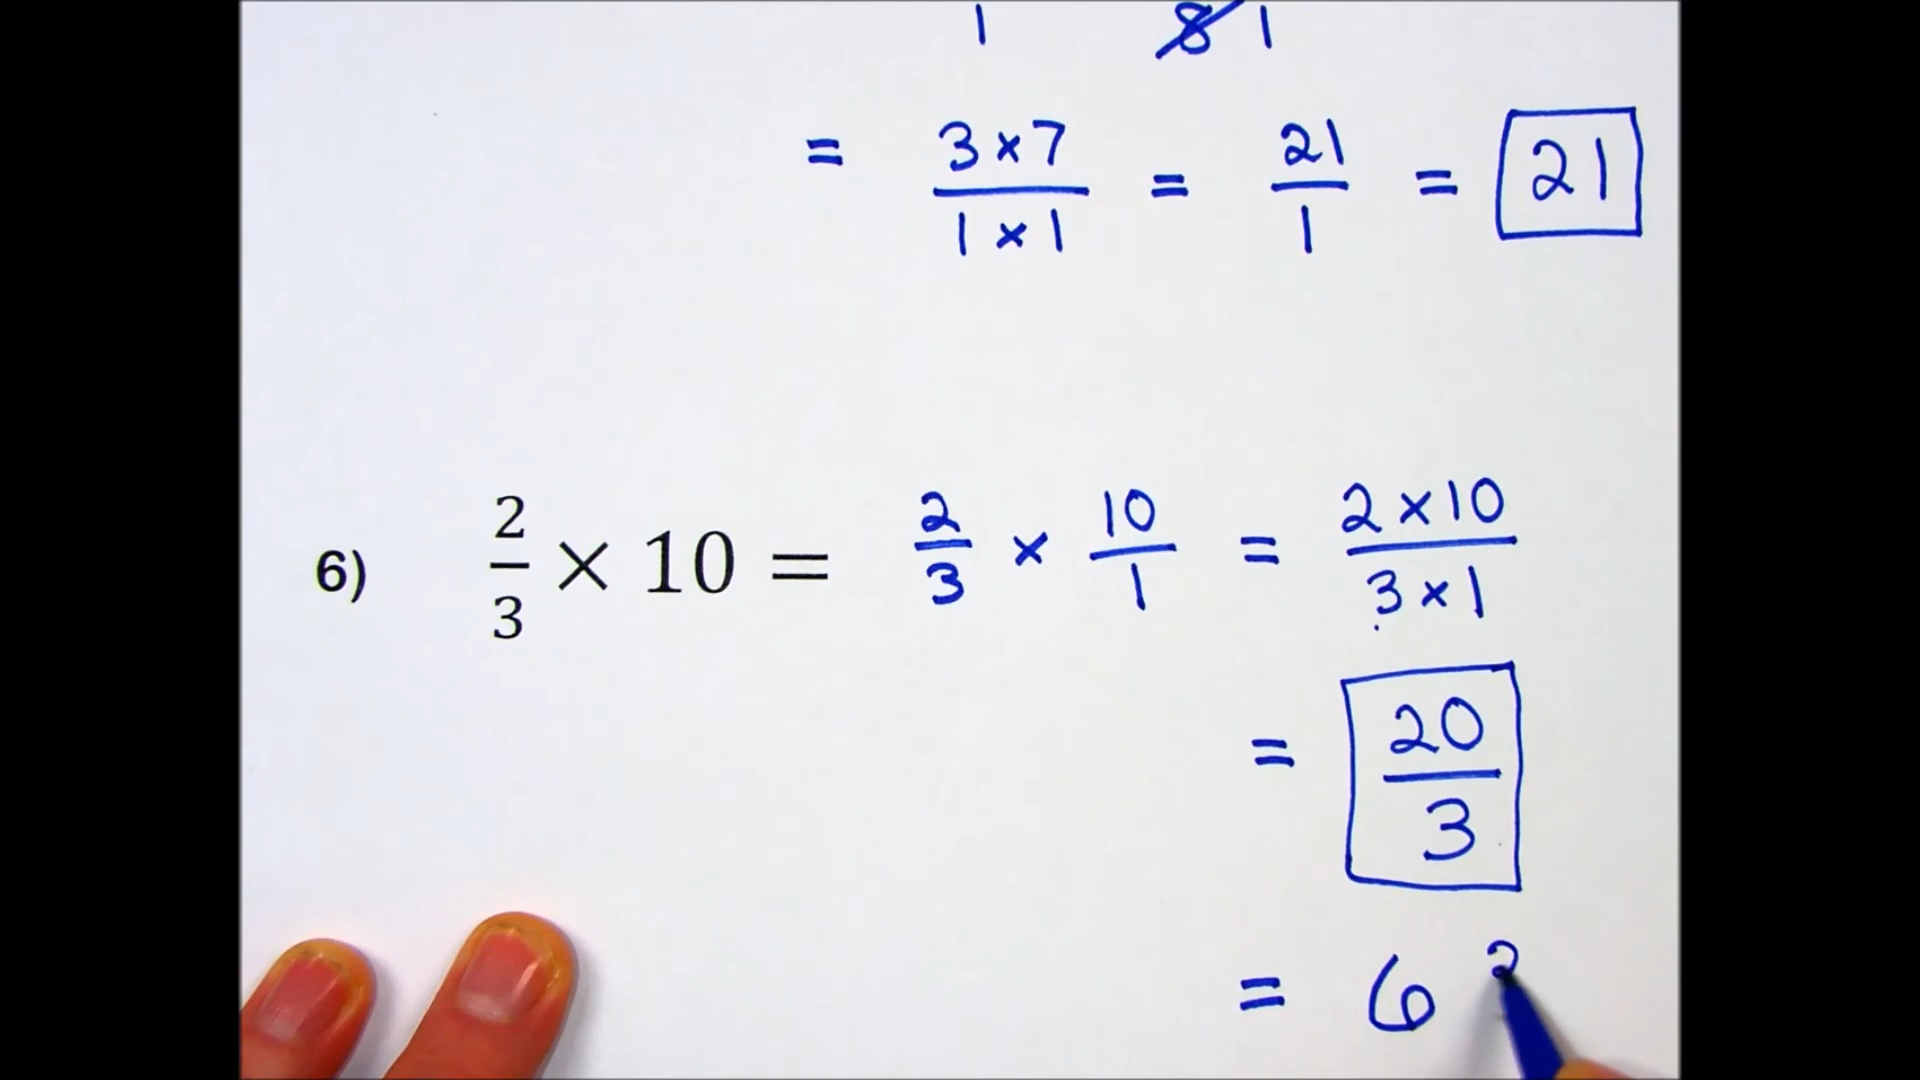 1 8 1
= 3 × 7 / 1 × 1 = 21 / 1 = 21
6) 2/3 × 10 = 2/3 × 10/1 = 2 × 10 / 3 × 1
= 20/3
= 6 2